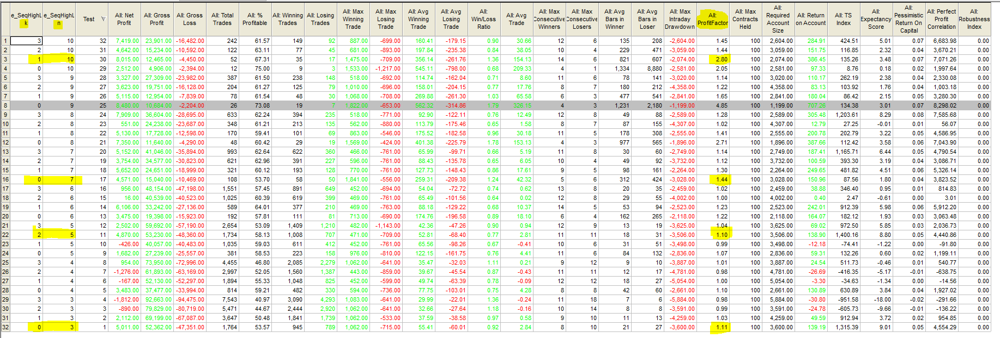 e_SeqHighL k e_SeqHighL n Test All: Net Profit All: Gross Profit All: Gross Loss All: Total Trades All: % Profitable All: Winning Trades All: Losing Trades All: Max Winning Trade All: Max Losing Trade All: Avg Winning Trade All: Avg Losing Trade All: Win/Loss Ratio All: Avg Trade All: Max Consecutive Winners All: Max Consecutive Losers All: Avg Bars in Winner All: Avg Bars in Loser All: Max Intraday Drawdown All: ProfitFactor All: Max Contracts Held All: Required Account Size All: Return on Account All: TS Index All: Expectancy Score All: Pessimistic Return On Capital All: Perfect Profit Correlation All: Robustness Index
1 3 10 32 7,419.00 23,901.00 -16,482.00 242 61.57 149 92 887.00 -699.00 160.41 -179.15 0.90 30.66 12 6 135 208 -2,604.00 1.45 100 2,604.00 284.91 424.51 5.01 0.07 6,683.98 0.00
2 2 10 31 4,642.00 15,234.00 -10,592.00 122 63.11 77 45 681.00 -893.00 197.84 -235.38 0.84 38.05 10 4 229 471 -3,059.00 1.44 100 3,059.00 151.75 116.85 2.32 0.04 3,670.21 0.00
3 1 10 30 8,015.00 12,465.00 -4,450.00 52 67.31 35 17 1,475.00 -709.00 356.14 -261.76 1.36 154.13 14 6 821 607 -2,074.00 2.80 100 2,074.00 386.45 135.26 3.48 0.07 7,071.26 0.00
4 0 10 29 2,512.00 4,906.00 -2,394.00 12 75.00 9 3 1,533.00 -1,217.00 545.11 -798.00 0.68 209.33 4 1 1,334 8,880 -2,581.00 2.05 100 2,581.00 97.33 8.76 0.18 0.02 1,997.64 0.00
5 3 9 28 3,327.00 27,309.00 -23,982.00 387 61.50 238 148 518.00 -692.00 114.74 -162.04 0.71 8.60 11 6 78 141 -3,020.00 1.14 100 3,020.00 110.17 262.19 2.38 0.04 2,330.08 0.00
6 2 9 27 3,623.00 19,751.00 -16,128.00 204 61.27 125 79 1,010.00 -696.00 158.01 -204.15 0.77 17.76 8 7 180 212 -4,358.00 1.22 100 4,358.00 83.13 103.92 1.76 0.04 1,003.18 0.00
7 1 9 26 5,115.00 12,954.00 -7,839.00 78 61.54 48 30 1,068.00 -708.00 269.88 -261.30 1.03 65.58 6 3 477 541 -2,841.00 1.65 100 2,841.00 180.04 86.42 2.15 0.05 3,280.30 0.00
8 0 9 25 8,480.00 10,684.00 -2,204.00 26 73.08 19 7 1,622.00 -653.00 562.32 -314.86 1.79 326.15 4 3 1,231 2,180 -1,199.00 4.85 100 1,199.00 707.26 134.38 3.01 0.07 8,298.02 0.00
9 3 8 24 7,909.00 36,604.00 -28,695.00 633 62.24 394 235 518.00 -771.00 92.90 -122.11 0.76 12.49 12 8 49 88 -2,589.00 1.28 100 2,589.00 305.48 1,203.61 8.29 0.08 7,585.68 0.00
10 2 8 23 551.00 24,238.00 -23,687.00 348 61.21 213 135 562.00 -880.00 113.79 -175.46 0.65 1.58 8 7 87 155 -4,307.00 1.02 100 4,307.00 12.79 27.25 -0.01 0.01 56.07 0.00
11 1 8 22 5,130.00 17,728.00 -12,598.00 170 59.41 101 69 863.00 -546.00 175.52 -182.58 0.96 30.18 11 5 178 308 -2,555.00 1.41 100 2,555.00 200.78 202.79 3.22 0.05 4,586.95 0.00
12 0 8 21 7,350.00 11,640.00 -4,290.00 48 60.42 29 19 1,569.00 -424.00 401.38 -225.79 1.78 153.13 4 3 977 565 -1,896.00 2.71 100 1,896.00 387.66 112.42 3.58 0.06 7,043.90 0.00
13 3 7 20 5,152.00 41,046.00 -35,894.00 993 62.64 622 360 466.00 -761.00 65.99 -99.71 0.66 5.19 11 8 30 60 -2,749.00 1.14 100 2,749.00 187.41 1,165.71 6.44 0.05 4,790.54 0.00
14 2 7 19 3,754.00 34,577.00 -30,823.00 621 62.96 391 227 596.00 -761.00 88.43 -135.78 0.65 6.05 10 4 49 92 -3,732.00 1.12 100 3,732.00 100.59 393.30 3.19 0.04 3,086.71 0.00
15 1 7 18 5,652.00 24,651.00 -18,999.00 321 60.12 193 128 770.00 -761.00 127.73 -148.43 0.86 17.61 9 5 98 161 -2,264.00 1.30 100 2,264.00 249.65 481.82 4.51 0.06 5,326.14 0.00
16 0 7 17 4,571.00 15,040.00 -10,469.00 108 53.70 58 50 1,841.00 -556.00 259.31 -209.38 1.24 42.32 5 6 312 424 -3,028.00 1.44 100 3,028.00 150.96 87.56 1.80 0.04 3,823.52 0.00
17 3 6 16 956.00 48,154.00 -47,198.00 1,551 57.45 891 649 452.00 -694.00 54.04 -72.72 0.74 0.62 13 8 20 35 -2,459.00 1.02 100 2,459.00 38.88 346.40 0.95 0.01 814.83 0.00
18 2 6 15 16.00 40,539.00 -40,523.00 1,025 60.39 619 399 469.00 -761.00 65.49 -101.56 0.64 0.02 12 8 29 55 -4,002.00 1.00 100 4,002.00 0.40 2.47 -0.61 0.00 3.01 0.00
19 1 6 14 6,106.00 33,242.00 -27,136.00 589 64.01 377 210 469.00 -763.00 88.18 -129.22 0.68 10.37 14 5 53 94 -2,523.00 1.23 100 2,523.00 242.01 912.39 5.98 0.06 5,912.20 0.00
20 0 6 13 3,475.00 19,398.00 -15,923.00 192 57.81 111 81 713.00 -690.00 174.76 -196.58 0.89 18.10 6 4 162 265 -2,118.00 1.22 100 2,118.00 164.07 182.12 1.93 0.03 3,063.48 0.00
21 3 5 12 2,502.00 59,692.00 -57,190.00 2,654 53.09 1,409 1,210 482.00 -1,143.00 42.36 -47.26 0.90 0.94 12 9 13 19 -3,625.00 1.04 100 3,625.00 69.02 972.50 5.85 0.03 2,036.73 0.00
22 2 5 11 4,870.00 53,230.00 -48,360.00 1,734 58.13 1,008 707 471.00 -709.00 52.81 -68.40 0.77 2.81 11 11 18 31 -3,506.00 1.10 100 3,506.00 138.90 1,400.16 8.80 0.05 4,440.86 0.00
23 1 5 10 -426.00 40,057.00 -40,483.00 1,035 59.03 611 412 452.00 -761.00 65.56 -98.26 0.67 -0.41 10 6 31 51 -3,498.00 0.99 100 3,498.00 -12.18 -74.41 -1.22 0.00 -91.80 0.00
24 0 5 9 1,682.00 27,239.00 -25,557.00 381 58.53 223 158 976.00 -810.00 122.15 -161.75 0.76 4.41 11 6 84 132 -2,836.00 1.07 100 2,836.00 59.31 132.26 0.60 0.02 1,199.11 0.00
25 3 4 8 954.00 73,950.00 -72,996.00 4,455 46.80 2,085 2,279 1,062.00 -641.00 35.47 -32.03 1.11 0.21 9 12 9 10 -3,887.00 1.01 100 3,887.00 24.54 511.73 -0.46 0.01 540.77 0.00
26 2 4 7 -1,276.00 61,893.00 -63,169.00 2,997 52.05 1,560 1,387 443.00 -859.00 39.67 -45.54 0.87 -0.43 11 11 12 17 -4,781.00 0.98 100 4,781.00 -26.69 -416.35 -5.17 -0.01 -638.75 0.00
27 1 4 6 -167.00 52,130.00 -52,297.00 1,894 55.33 1,048 825 452.00 -599.00 49.74 -63.39 0.78 -0.09 12 12 18 27 -5,054.00 1.00 100 5,054.00 -3.30 -34.63 -1.34 0.00 -14.56 0.00
28 0 4 5 3,483.00 37,477.00 -33,994.00 814 59.21 482 330 594.00 -736.00 77.75 -103.01 0.75 4.28 8 8 42 60 -2,661.00 1.10 100 2,661.00 130.89 630.89 3.84 0.04 1,927.02 0.00
29 3 3 4 -1,812.00 92,663.00 -94,475.00 7,543 40.97 3,090 4,293 1,083.00 -641.00 29.99 -22.01 1.36 -0.24 11 18 7 6 -5,884.00 0.98 100 5,884.00 -30.80 -951.58 -18.00 -0.02 -291.66 0.00
30 2 3 3 -890.00 79,829.00 -80,719.00 5,471 44.67 2,444 2,920 1,062.00 -641.00 32.66 -27.64 1.18 -0.16 10 14 8 8 -3,591.00 0.99 100 3,591.00 -24.78 -605.73 -9.66 -0.01 -136.22 0.00
31 1 3 2 2,112.00 69,199.00 -67,087.00 3,647 50.48 1,841 1,739 1,062.00 -533.00 37.59 -38.58 0.97 0.58 9 10 11 13 -4,259.00 1.03 100 4,259.00 49.59 912.94 3.72 0.02 954.85 0.00
32 0 3 1 5,011.00 52,362.00 -47,351.00 1,764 53.57 945 789 1,062.00 -715.00 55.41 -60.01 0.92 2.84 8 10 21 27 -3,600.00 1.11 100 3,600.00 139.19 1,315.39 9.01 0.05 4,554.29 0.00